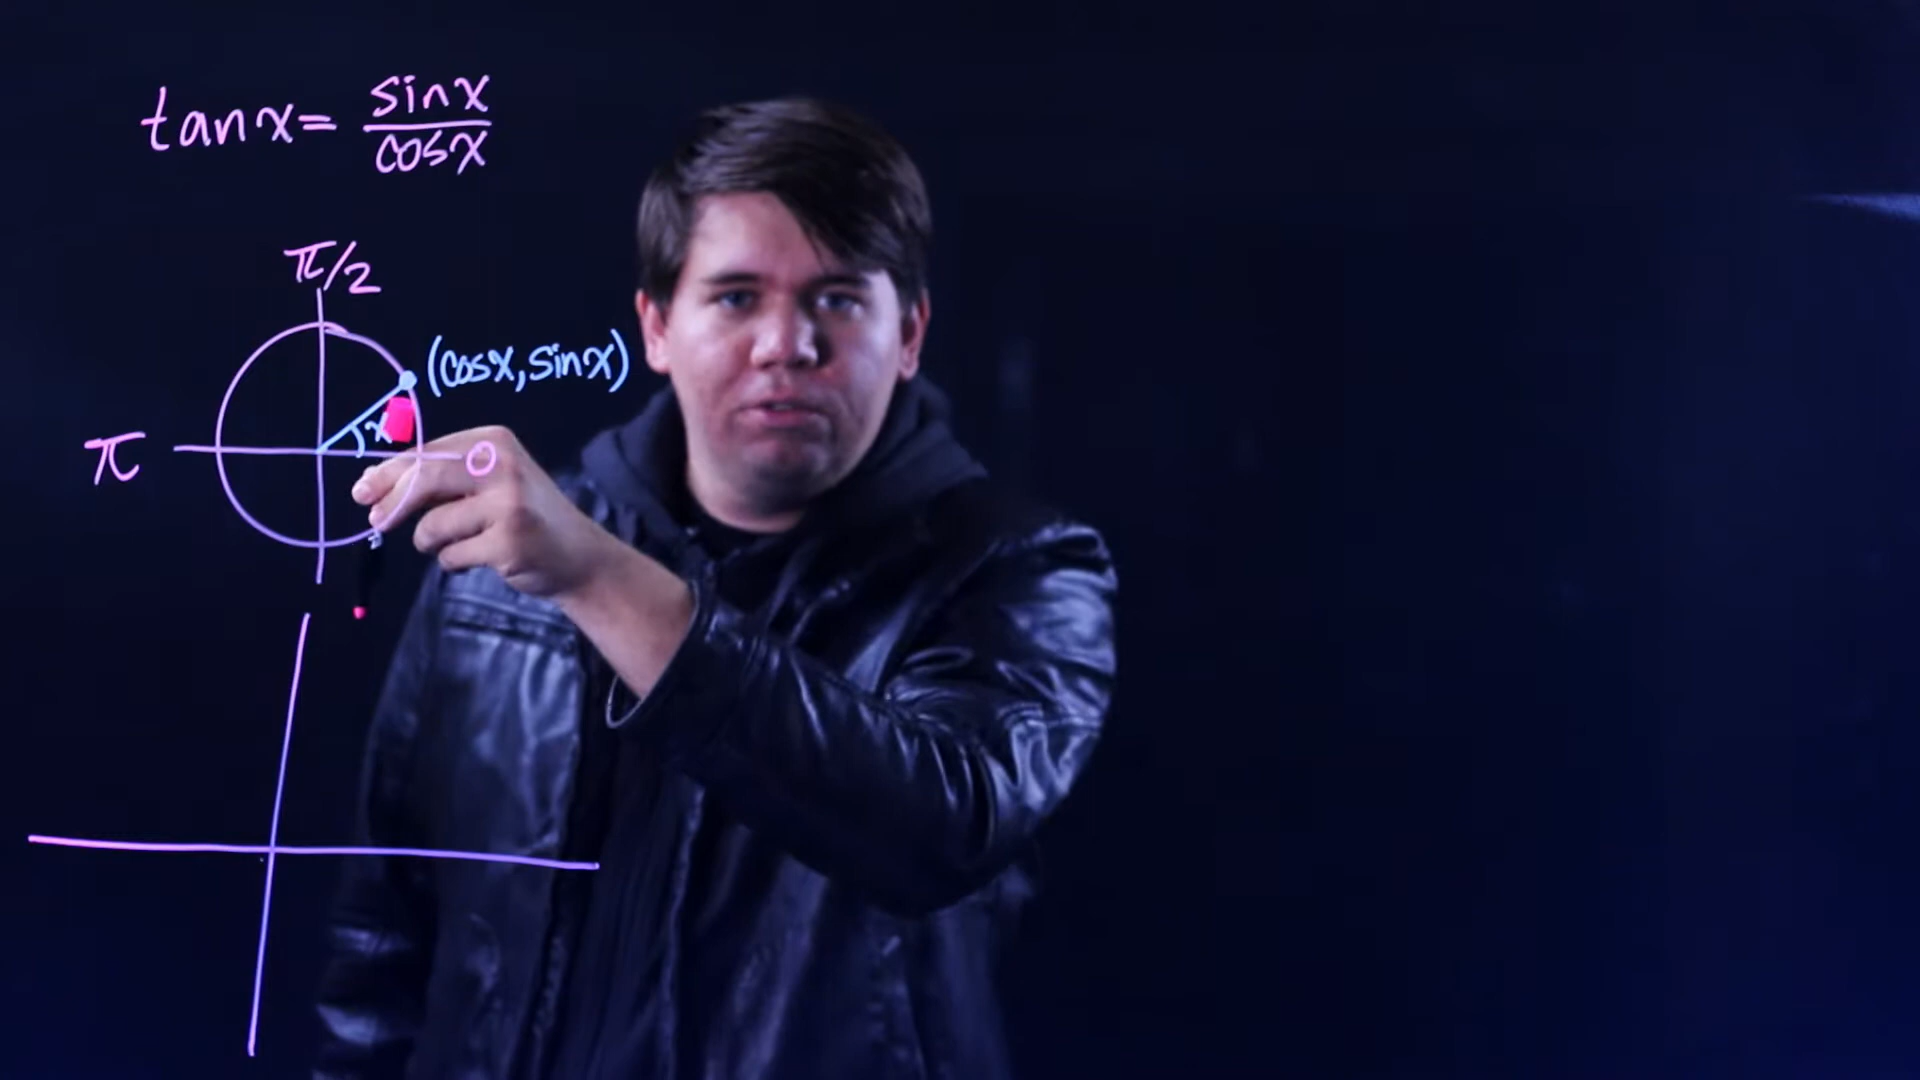 tan x = sin x / cos x
π/2
(cos x, sin x)
x
π
0